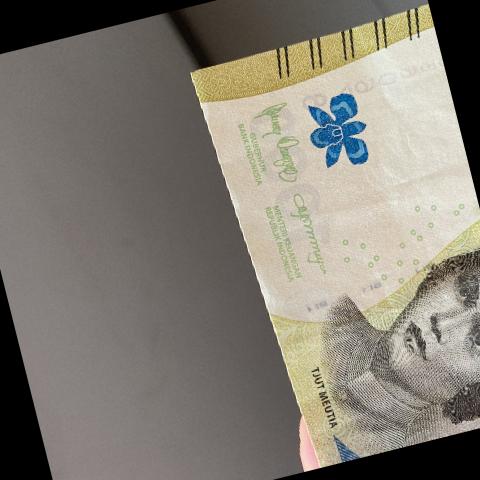 GUBERNUR
BANK INDONESIA
MENTERI KEUANGAN
REPUBLIK INDONESIA
TJUT MEUTIA